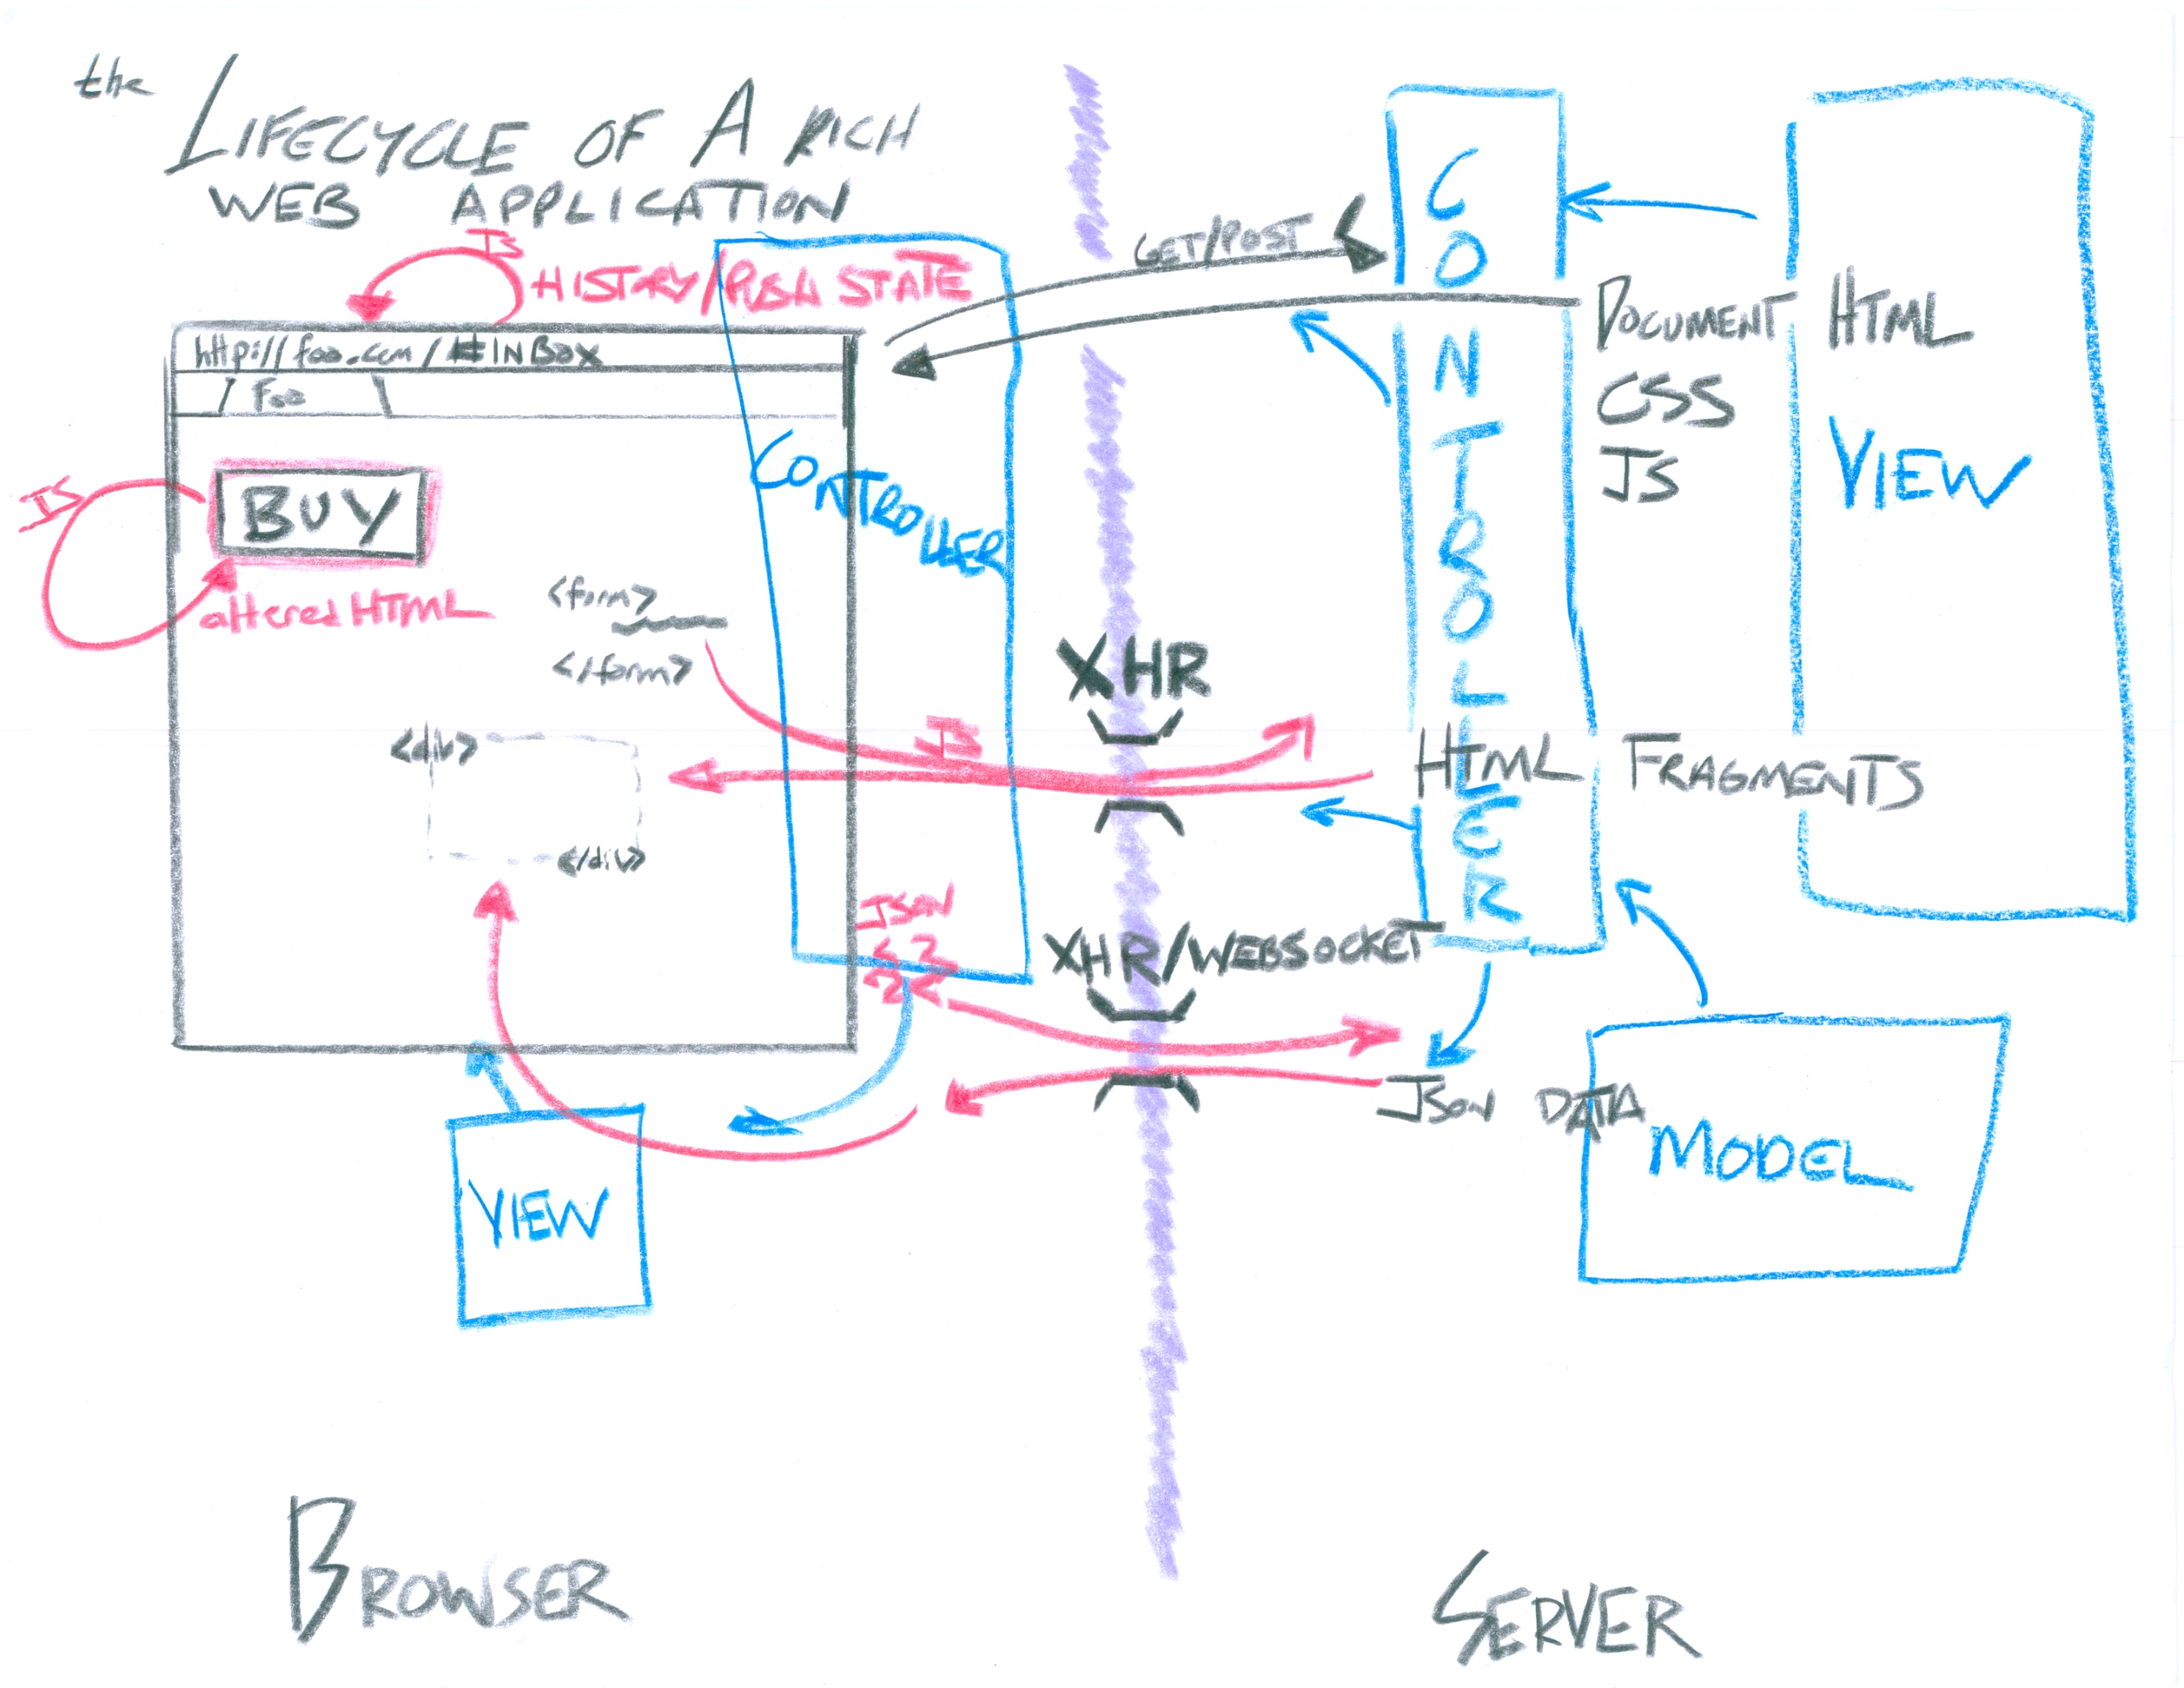 the
LIFECYCLE OF A RICH
WEB APPLICATION
JS
HISTORY/PUSH STATE
http://foo.com/#INBOX
Foo
JS
BUY
altered HTML
<form>
</form>
<div>
</div>
CONTROLLER
GET/POST
XHR
JS
JSON
XHR/WEBSOCKET
VIEW
CONTROLLER
DOCUMENT
CSS
JS
HTML
VIEW
HTML FRAGMENTS
JSON DATA
MODEL
BROWSER
SERVER